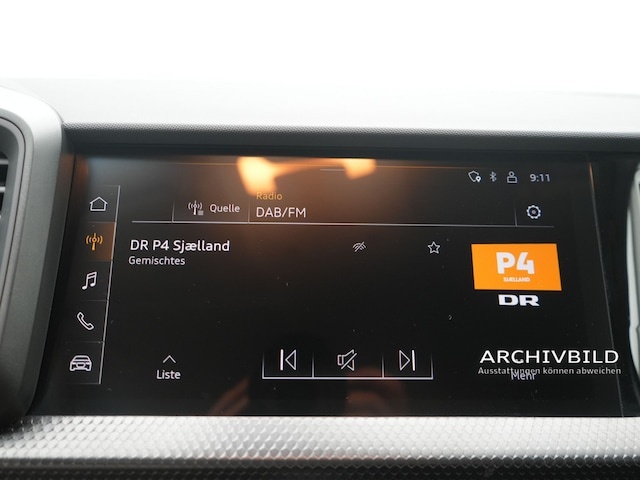 9:11
Radio
Quelle
DAB/FM
DR P4 Sjælland
Gemischtes
P4
SJÆLLAND
DR
ARCHIVBILD
Ausstattungen können abweichen
Liste
Mehr